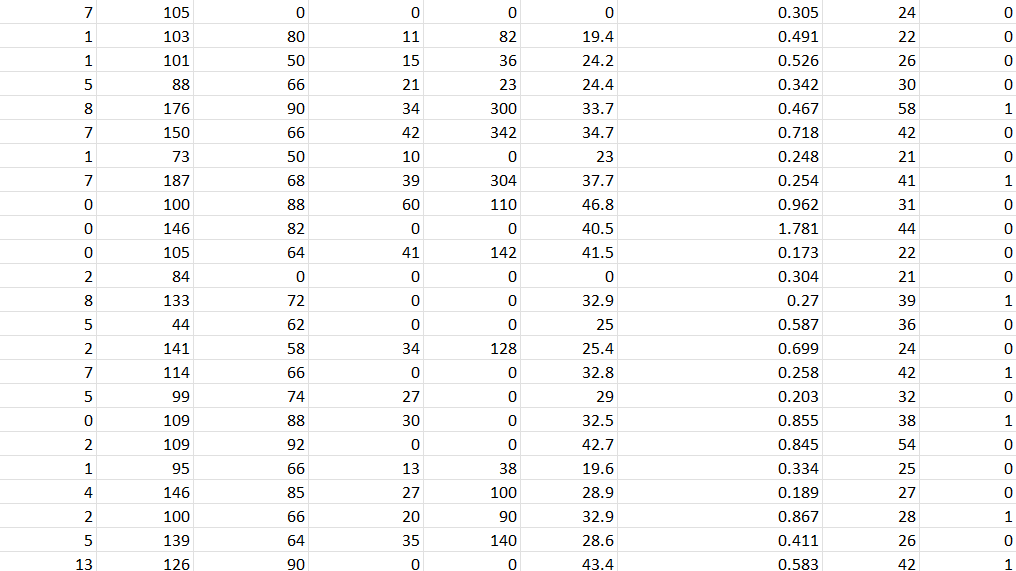 7 105 0 0 0 0 0.305 24 0
1 103 80 11 82 19.4 0.491 22 0
1 101 50 15 36 24.2 0.526 26 0
5 88 66 21 23 24.4 0.342 30 0
8 176 90 34 300 33.7 0.467 58 1
7 150 66 42 342 34.7 0.718 42 0
1 73 50 10 0 23 0.248 21 0
7 187 68 39 304 37.7 0.254 41 1
0 100 88 60 110 46.8 0.962 31 0
0 146 82 0 0 40.5 1.781 44 0
0 105 64 41 142 41.5 0.173 22 0
2 84 0 0 0 0 0.304 21 0
8 133 72 0 0 32.9 0.27 39 1
5 44 62 0 0 25 0.587 36 0
2 141 58 34 128 25.4 0.699 24 0
7 114 66 0 0 32.8 0.258 42 1
5 99 74 27 0 29 0.203 32 0
0 109 88 30 0 32.5 0.855 38 1
2 109 92 0 0 42.7 0.845 54 0
1 95 66 13 38 19.6 0.334 25 0
4 146 85 27 100 28.9 0.189 27 0
2 100 66 20 90 32.9 0.867 28 1
5 139 64 35 140 28.6 0.411 26 0
13 126 90 0 0 43.4 0.583 42 1